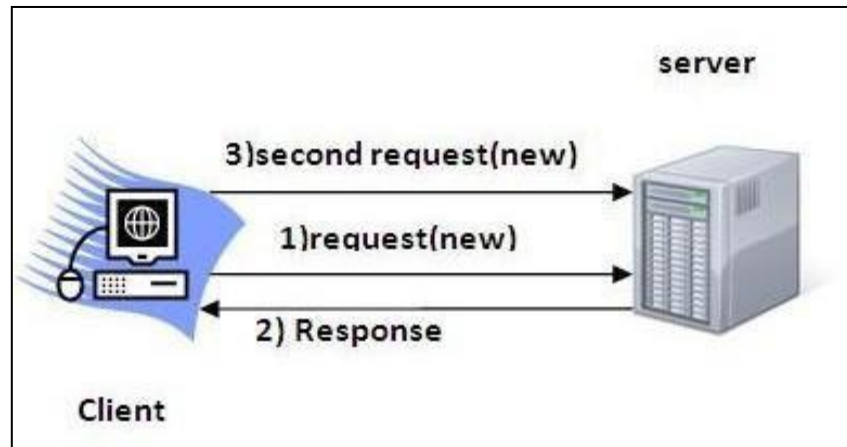 server
3)second request(new)
1)request(new)
2) Response
Client